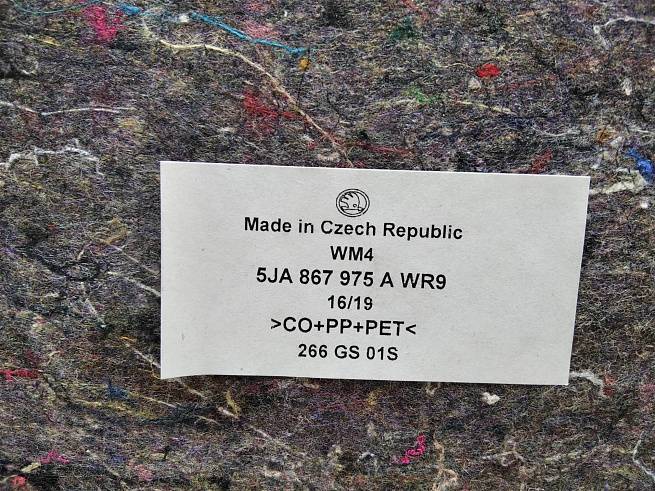 Made in Czech Republic
WM4
5JA 867 975 A WR9
16/19
>CO+PP+PET<
266 GS 01S